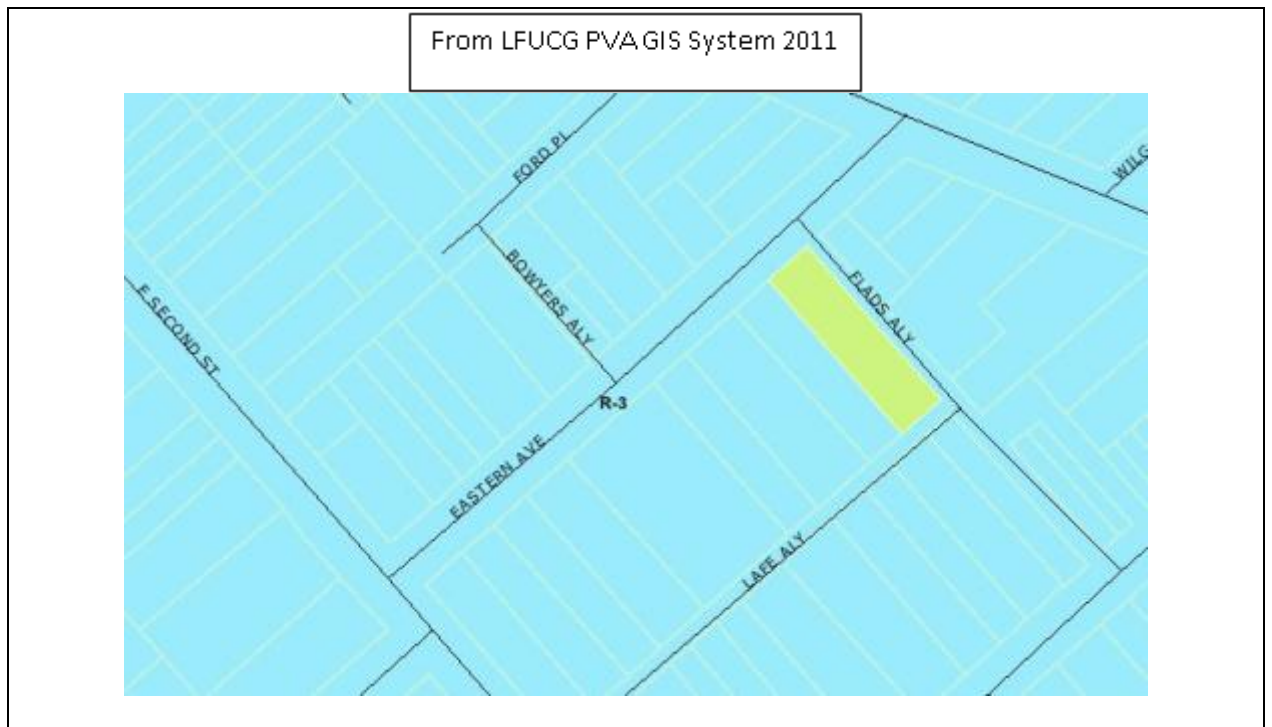 From LFUCG PVA GIS System 2011
FORD PL
WILG
BOWYERS ALY
FLADS ALY
E SECOND ST
R-3
EASTERN AVE
LAFE ALY